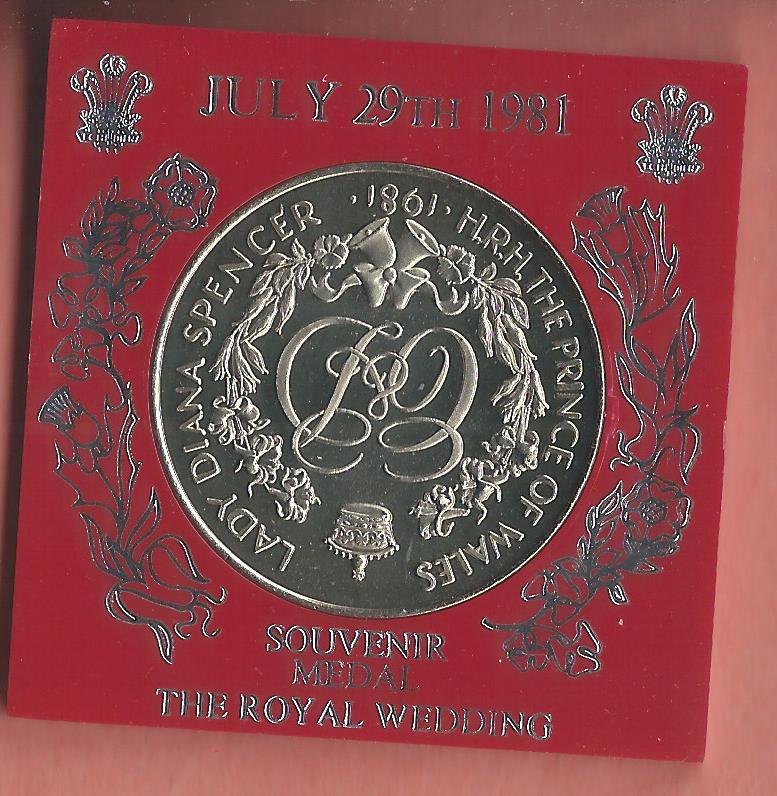 JULY 29TH 1981
LADY DIANA SPENCER · 1981 · H.R.H. THE PRINCE OF WALES
SOUVENIR
MEDAL
THE ROYAL WEDDING